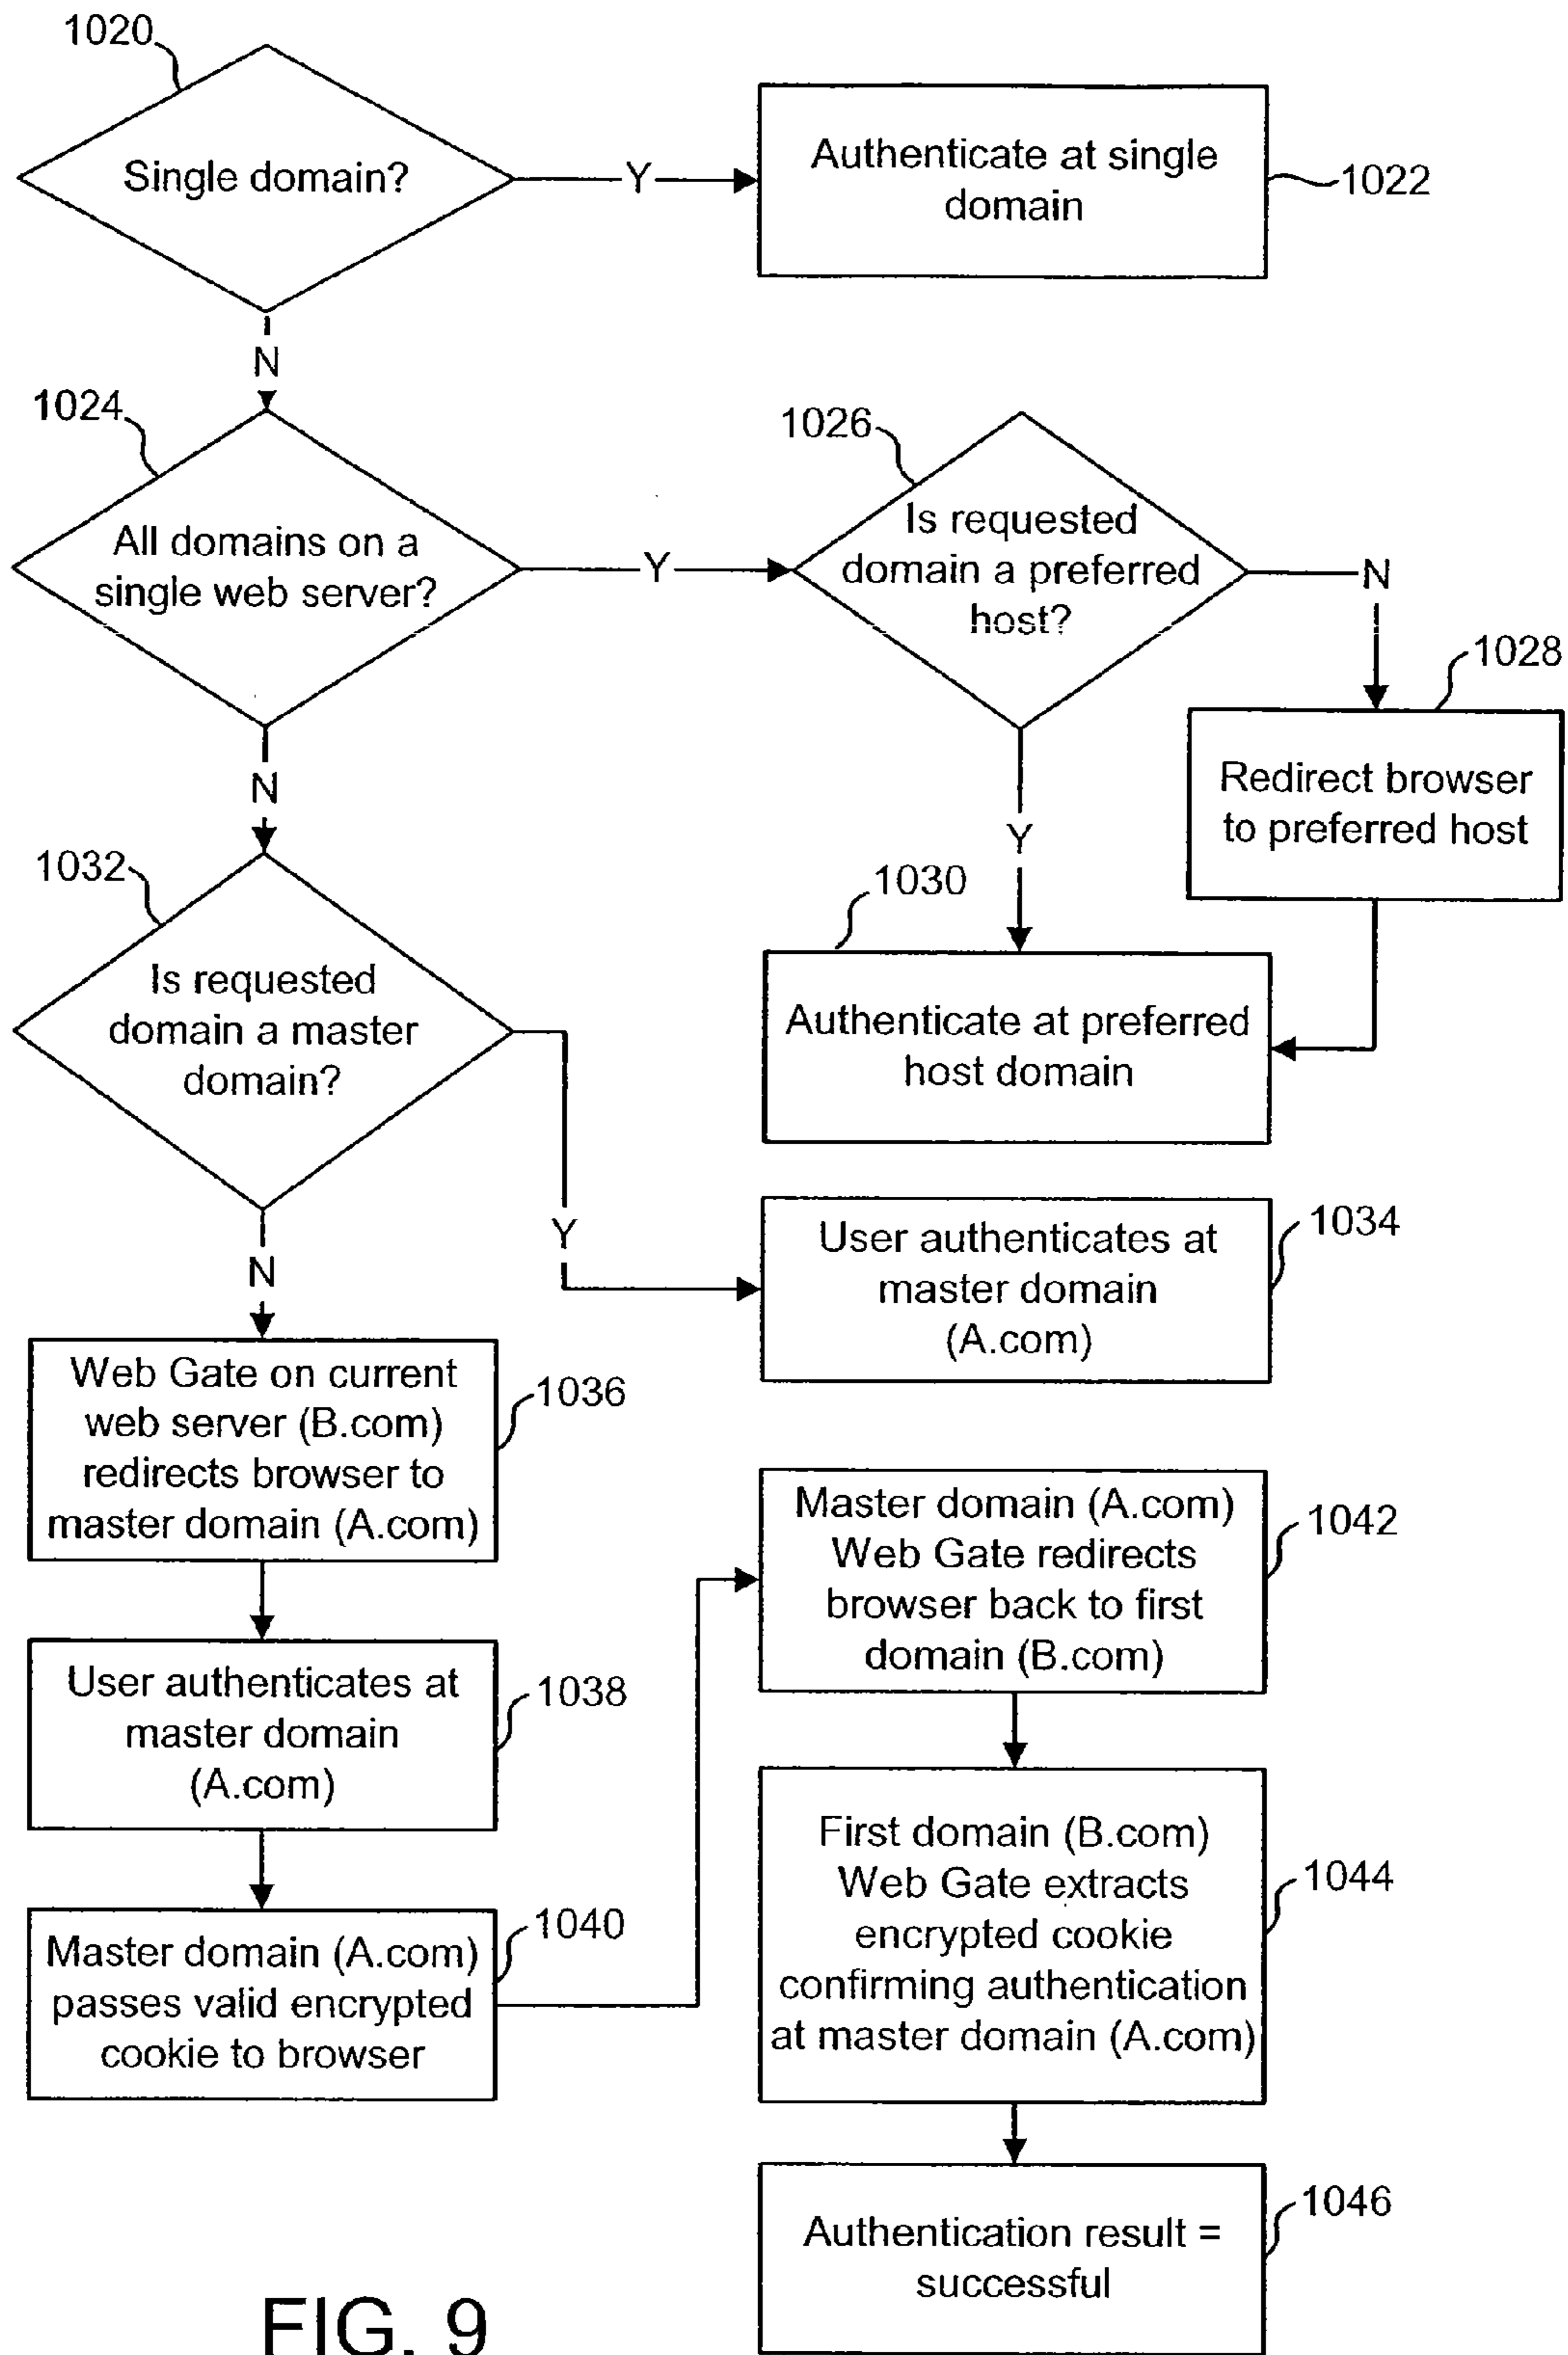 1020
Single domain?
Y
Authenticate at single
domain
1022
N
1024
All domains on a
single web server?
Y
1026
Is requested
domain a preferred
host?
N
1028
Redirect browser
to preferred host
Y
1030
Authenticate at preferred
host domain
N
1032
Is requested
domain a master
domain?
Y
1034
User authenticates at
master domain
(A.com)
N
Web Gate on current
web server (B.com)
redirects browser to
master domain (A.com)
1036
User authenticates at
master domain
(A.com)
1038
Master domain (A.com)
passes valid encrypted
cookie to browser
1040
Master domain (A.com)
Web Gate redirects
browser back to first
domain (B.com)
1042
First domain (B.com)
Web Gate extracts
encrypted cookie
confirming authentication
at master domain (A.com)
1044
Authentication result =
successful
1046
FIG. 9